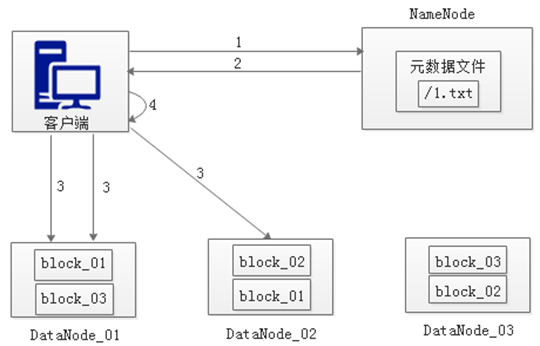 NameNode
1
2
元数据文件
/1.txt
4
客户端
3
3
3
block_01
block_03
block_02
block_01
block_03
block_02
DataNode_01
DataNode_02
DataNode_03